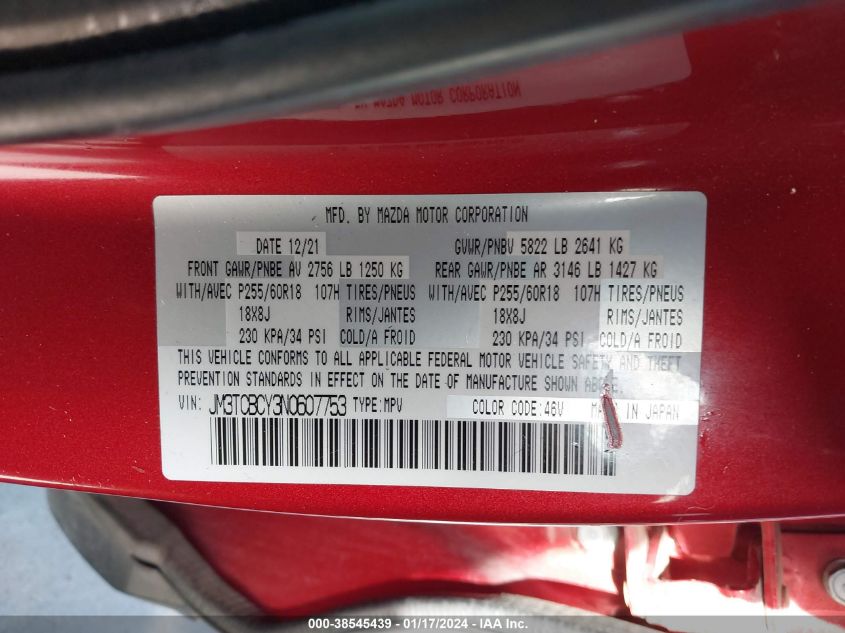 MAZDA MOTOR CORPORATION
MFD. BY MAZDA MOTOR CORPORATION
DATE 12/21 GVWR/PNBV 5822 LB 2641 KG
FRONT GAWR/PNBE AV 2756 LB 1250 KG REAR GAWR/PNBE AR 3146 LB 1427 KG
WITH/AVEC P255/60R18 107H TIRES/PNEUS WITH/AVEC P255/60R18 107H TIRES/PNEUS
18X8J RIMS/JANTES 18X8J RIMS/JANTES
230 KPA/34 PSI COLD/A FROID 230 KPA/34 PSI COLD/A FROID
THIS VEHICLE CONFORMS TO ALL APPLICABLE FEDERAL MOTOR VEHICLE SAFETY AND THEFT
PREVENTION STANDARDS IN EFFECT ON THE DATE OF MANUFACTURE SHOWN ABOVE.
VIN: JM3TCBCY3N0607753 TYPE:MPV COLOR CODE:46V MADE IN JAPAN
000-38545439 - 01/17/2024 - IAA Inc.